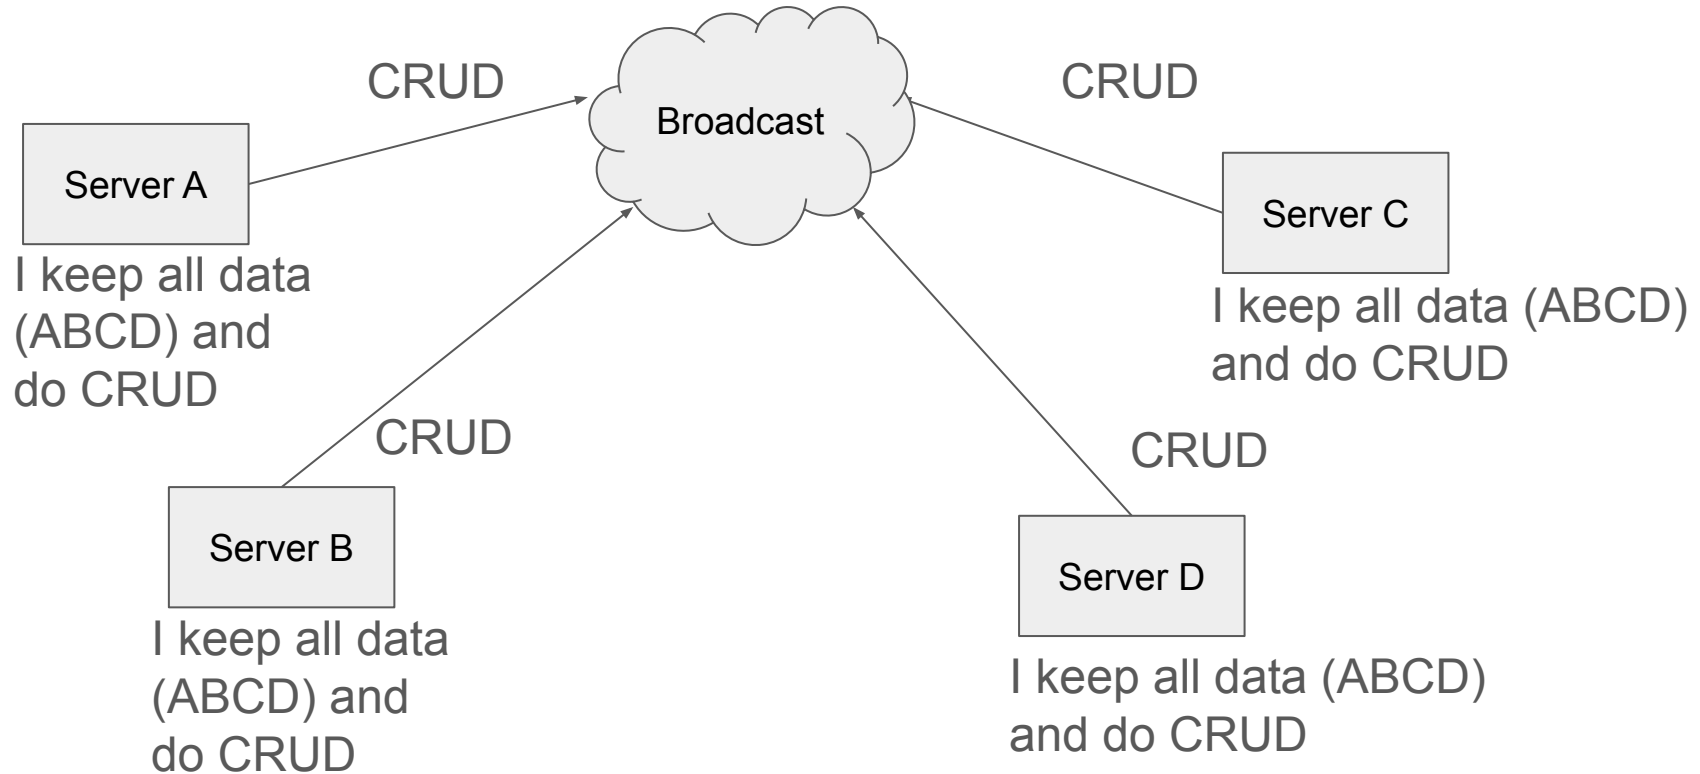 CRUD
Broadcast
CRUD
Server A
I keep all data
(ABCD) and
do CRUD
Server C
I keep all data (ABCD)
and do CRUD
CRUD
Server B
I keep all data
(ABCD) and
do CRUD
CRUD
Server D
I keep all data (ABCD)
and do CRUD